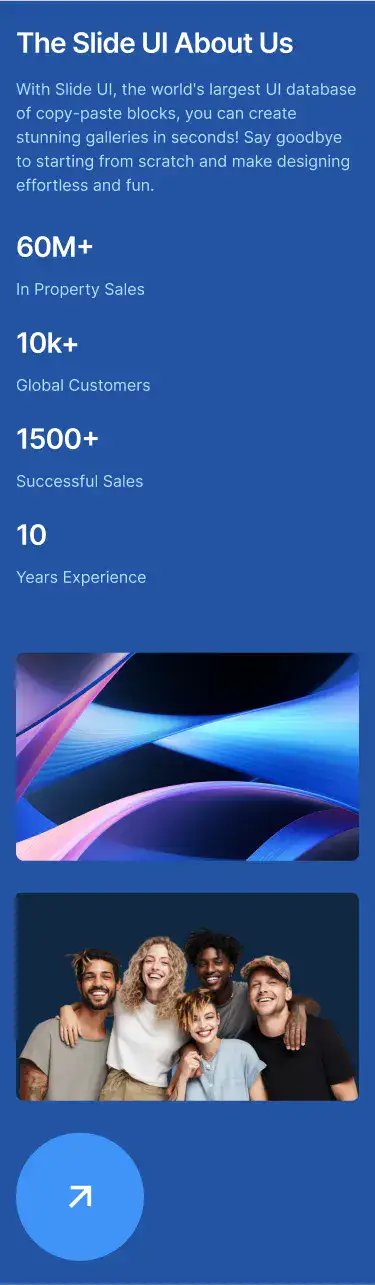 The Slide UI About Us
With Slide UI, the world's largest UI database
of copy-paste blocks, you can create
stunning galleries in seconds! Say goodbye
to starting from scratch and make designing
effortless and fun.
60M+
In Property Sales
10k+
Global Customers
1500+
Successful Sales
10
Years Experience